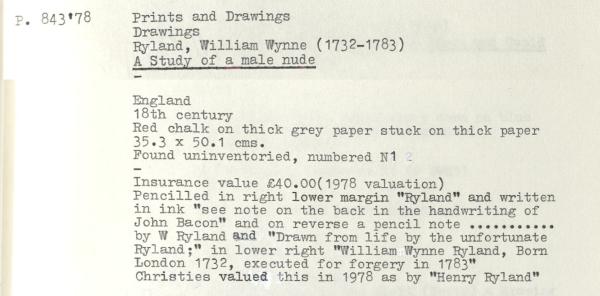 P. 843'78 Prints and Drawings
Drawings
Ryland, William Wynne (1732-1783)
A Study of a male nude
-
England
18th century
Red chalk on thick grey paper stuck on thick paper
35.3 x 50.1 cms.
Found uninventoried, numbered N1 2
-
Insurance value £40.00(1978 valuation)
Pencilled in right lower margin "Ryland" and written
in ink "see note on the back in the handwriting of
John Bacon" and on reverse a pencil note ...........
by W Ryland and "Drawn from life by the unfortunate
Ryland;" in lower right "William Wynne Ryland, Born
London 1732, executed for forgery in 1783"
Christies valued this in 1978 as by "Henry Ryland"